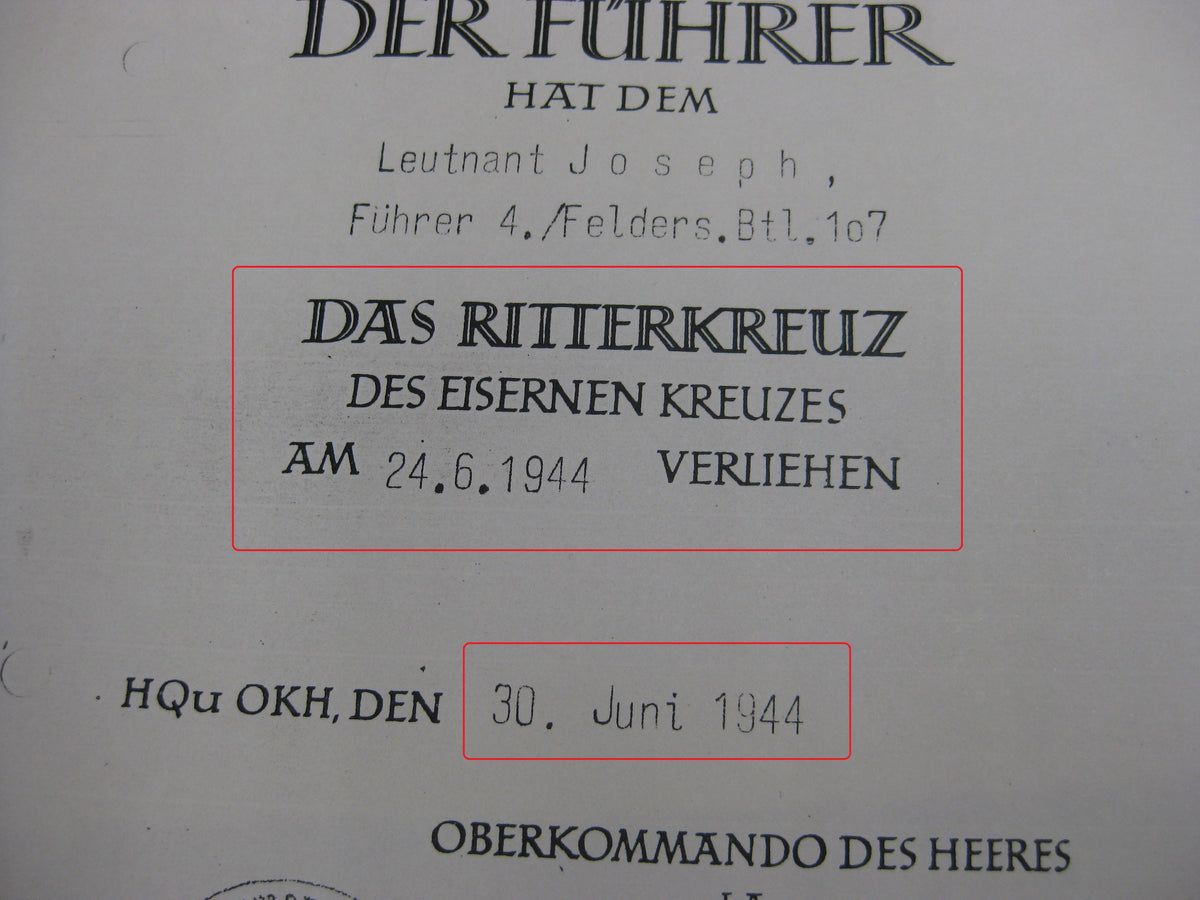 DER FÜHRER
HAT DEM
Leutnant J o s e p h ,
Führer 4./Felders.Btl.1o7
DAS RITTERKREUZ
DES EISERNEN KREUZES
AM 24.6.1944 VERLIEHEN
HQu OKH, DEN 30. Juni 1944
OBERKOMMANDO DES HEERES